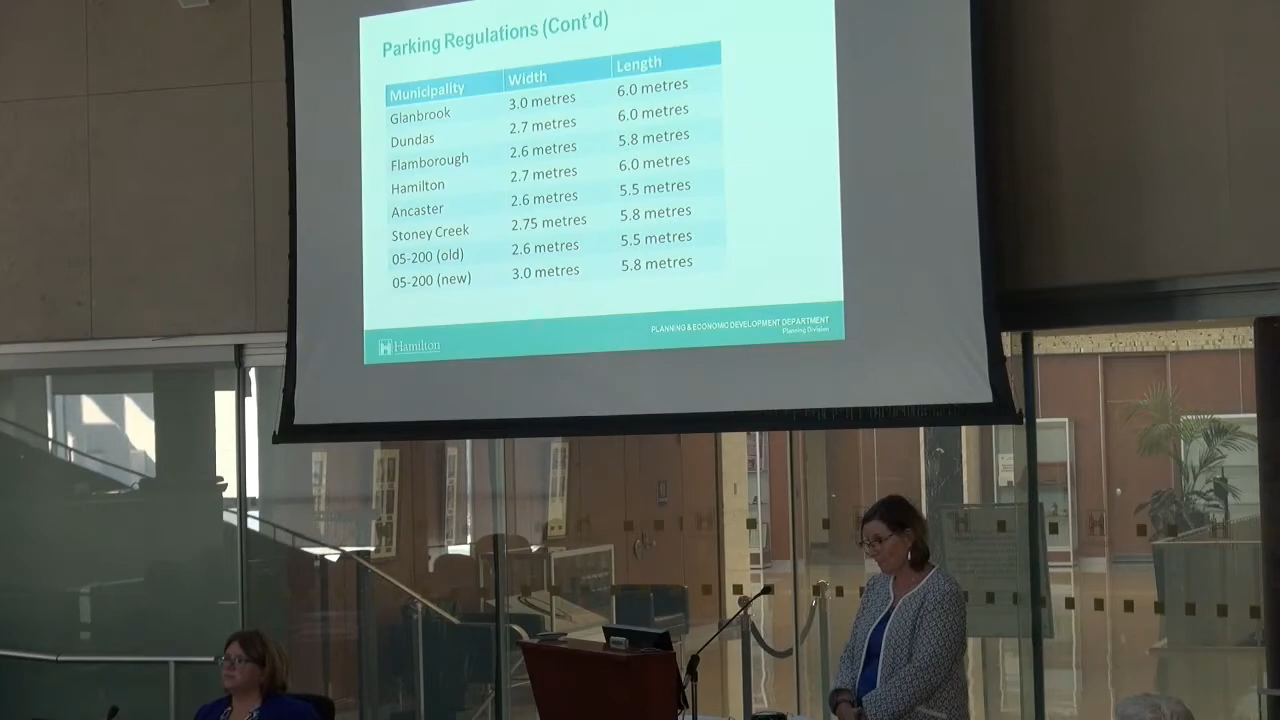 Parking Regulations (Cont'd)
Municipality Width Length
Glanbrook 3.0 metres 6.0 metres
Dundas 2.7 metres 6.0 metres
Flamborough 2.6 metres 5.8 metres
Hamilton 2.7 metres 6.0 metres
Ancaster 2.6 metres 5.5 metres
Stoney Creek 2.75 metres 5.8 metres
05-200 (old) 2.6 metres 5.5 metres
05-200 (new) 3.0 metres 5.8 metres
PLANNING & ECONOMIC DEVELOPMENT DEPARTMENT
Planning Division
Hamilton